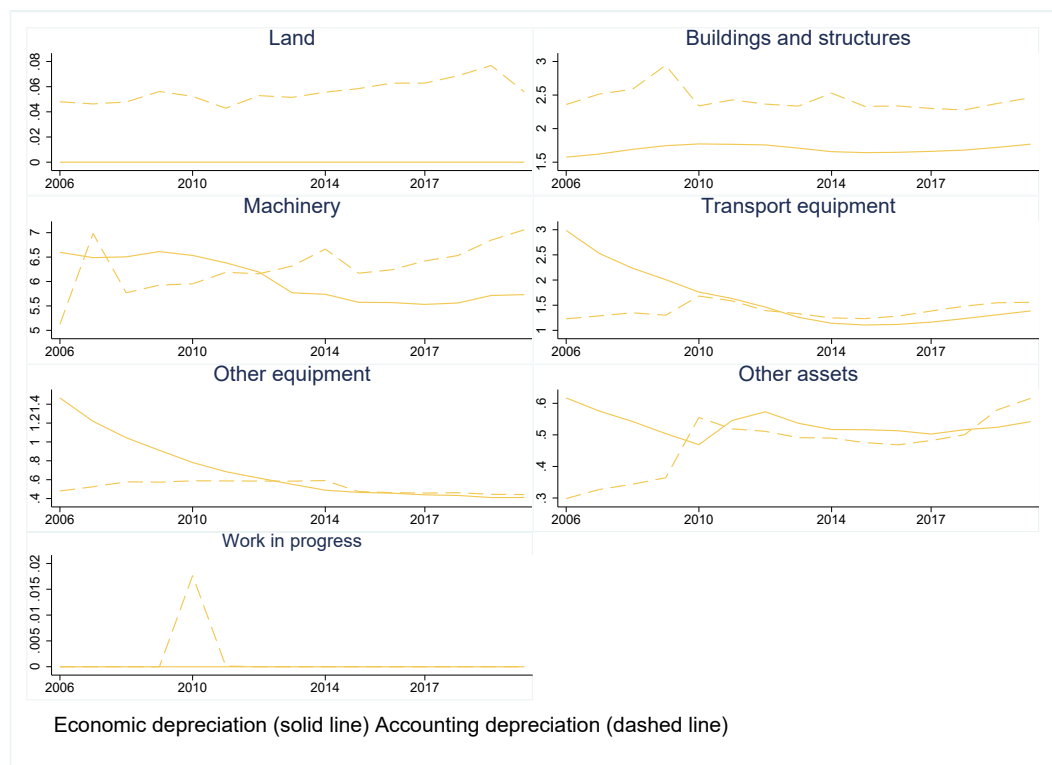 Land
.08
.06
.04
.02
0
2006 2010 2014 2017
Buildings and structures
3
2.5
2
1.5
2006 2010 2014 2017
Machinery
7
6.5
6
5.5
5
2006 2010 2014 2017
Transport equipment
3
2.5
2
1.5
1
2006 2010 2014 2017
Other equipment
1.4
1.2
1
.8
.6
.4
2006 2010 2014 2017
Other assets
.6
.5
.4
.3
2006 2010 2014 2017
Work in progress
.02
.015
.01
.005
0
2006 2010 2014 2017
Economic depreciation (solid line) Accounting depreciation (dashed line)